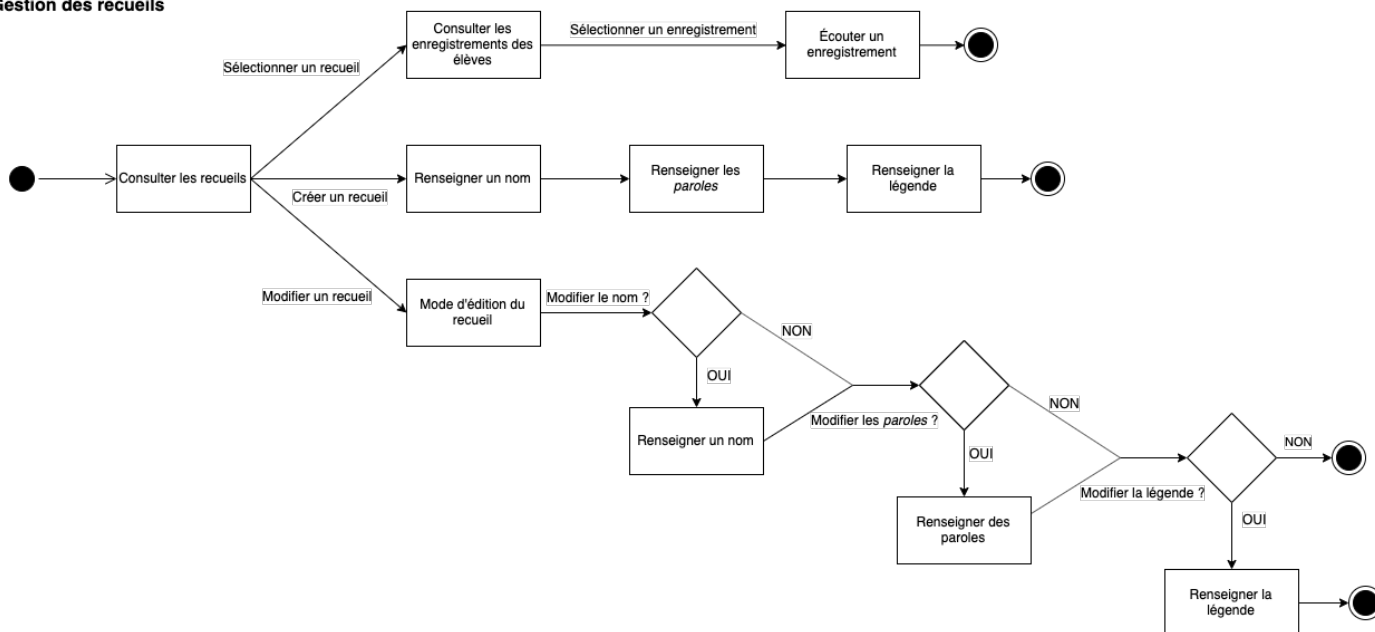 Gestion des recueils
Consulter les
enregistrements des
élèves
Sélectionner un enregistrement
Écouter un
enregistrement
Sélectionner un recueil
Consulter les recueils
Créer un recueil
Renseigner un nom
Renseigner les
paroles
Renseigner la
légende
Modifier un recueil
Mode d'édition du
recueil
Modifier le nom ?
NON
OUI
Renseigner un nom
Modifier les paroles ?
NON
OUI
Renseigner des
paroles
Modifier la légende ?
NON
OUI
Renseigner la
légende